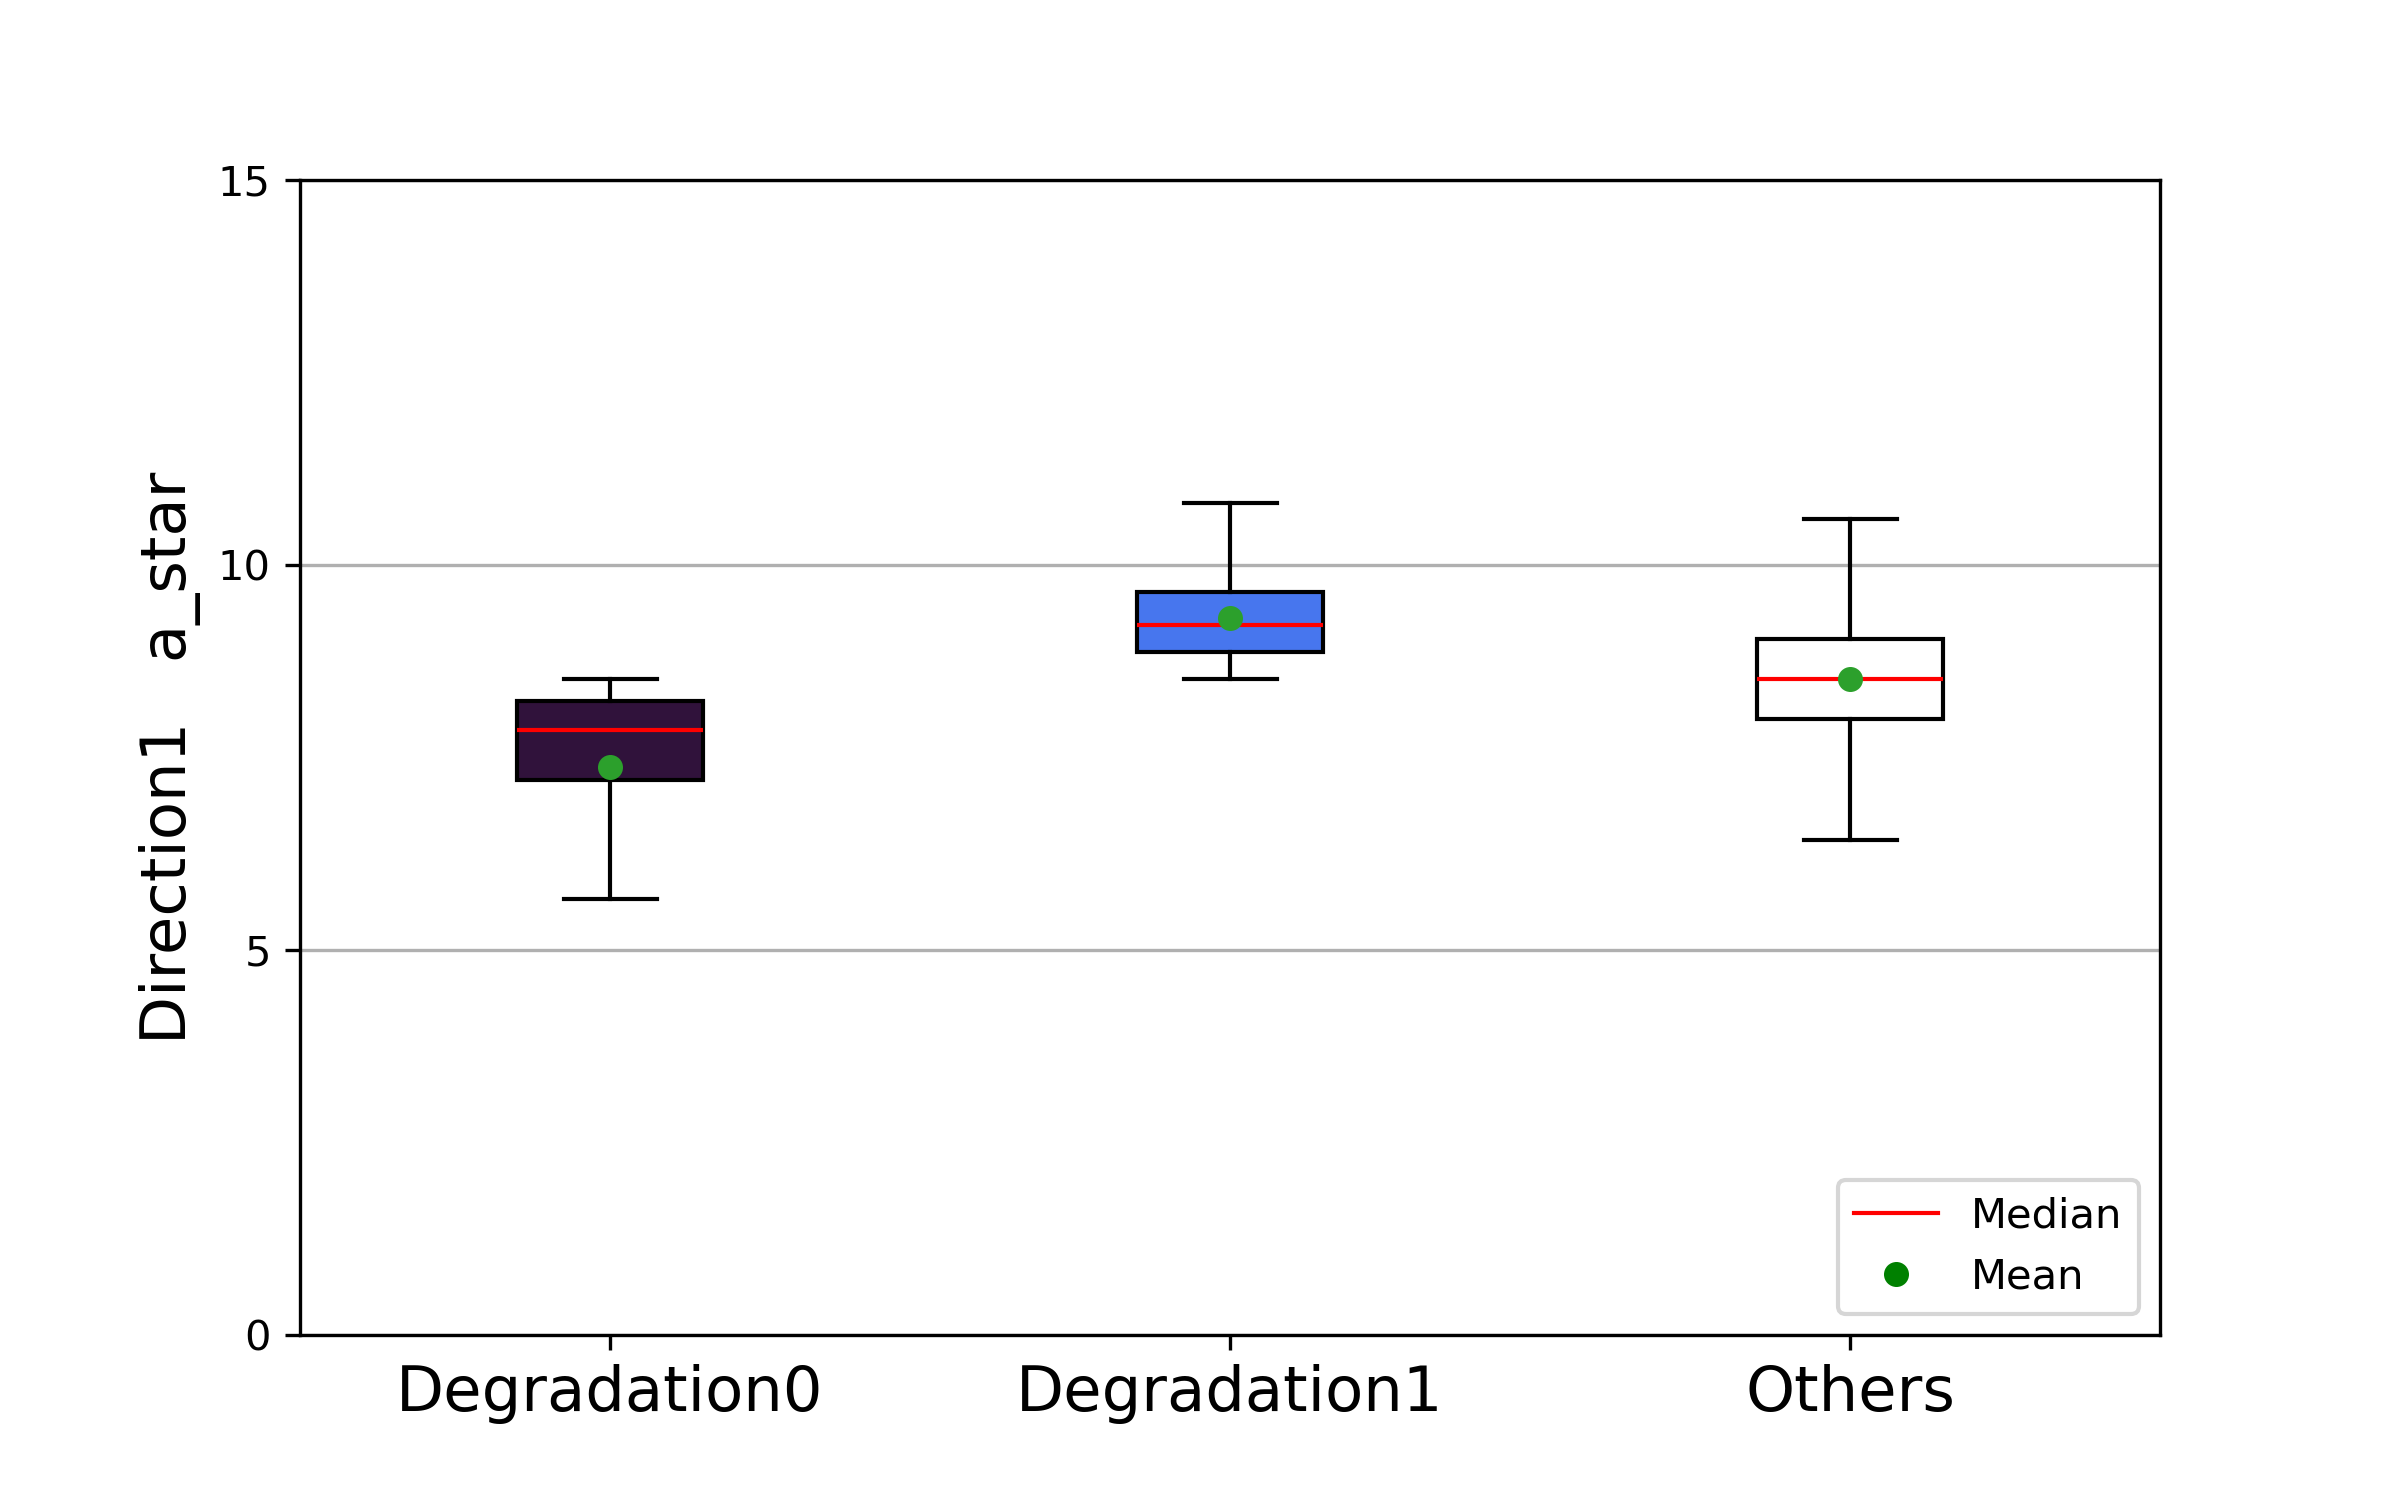 Direction1  a_star
15
10
5
0
Degradation0
Degradation1
Others
Median
Mean